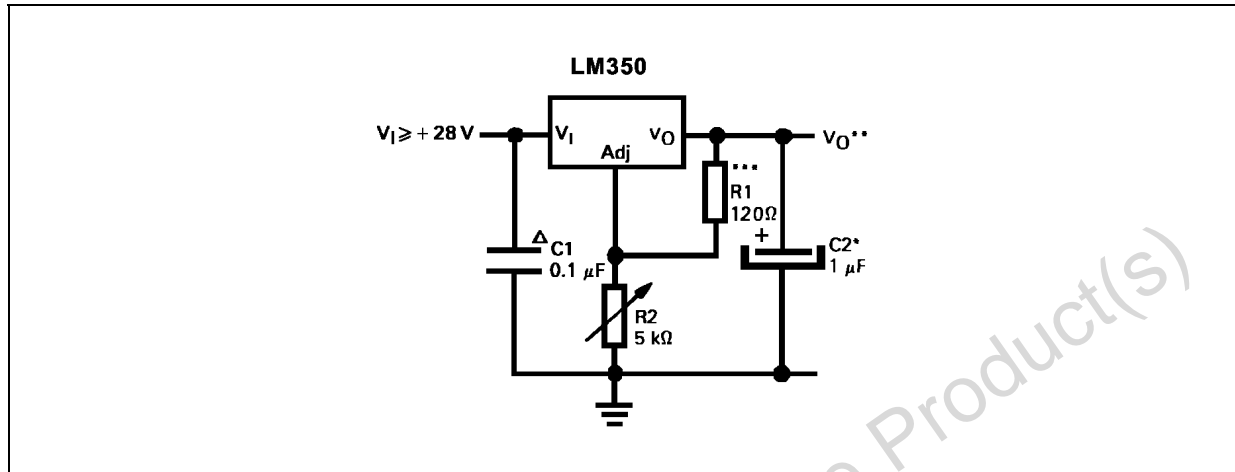 LM350
V_I ≥ + 28 V
V_I
V_O
Adj
V_O**
***
R1
120Ω
Δ
C1
0.1 μF
+
C2*
1 μF
R2
5 kΩ
Product(s)